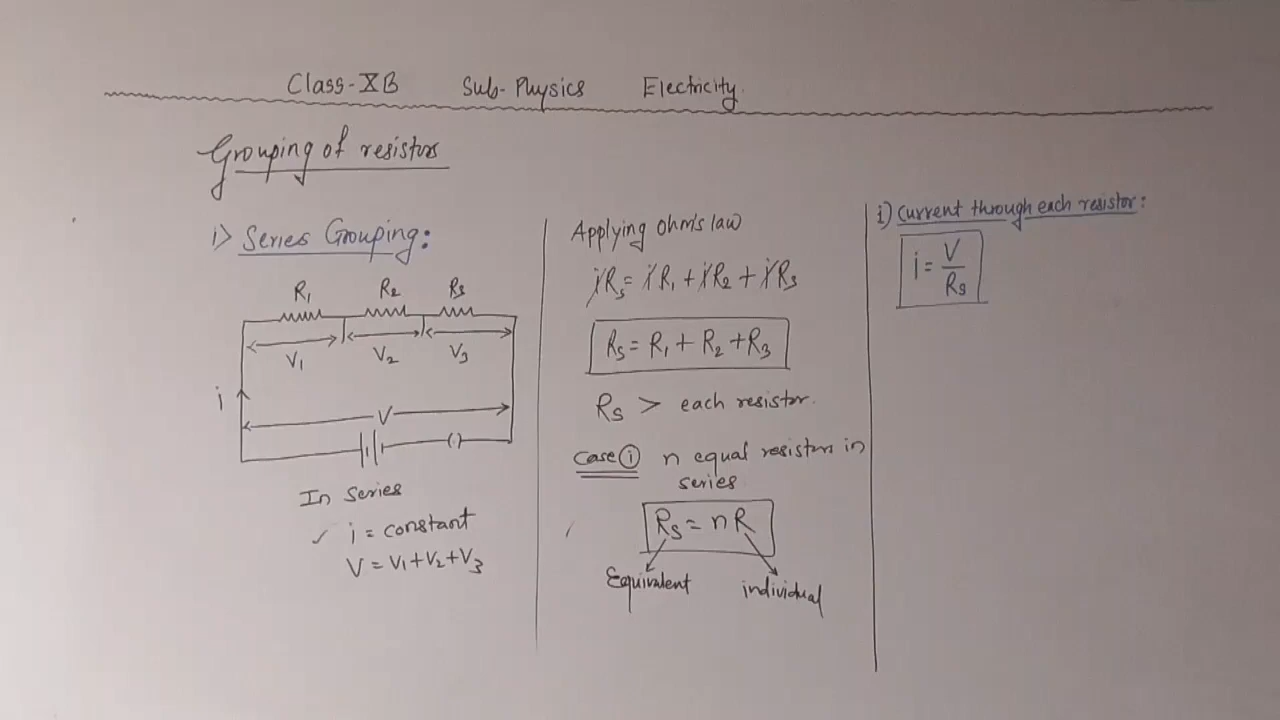 Class-XB Sub-Physics Electricity.
Grouping of resistors
1> Series Grouping:
R₁ R₂ R₃
V₁ V₂ V₃
i
V
In Series
✓ i = constant
V = V₁+V₂+V₃
Applying ohm's law
iRₛ = iR₁ + iR₂ + iR₃
Rₛ = R₁ + R₂ + R₃
Rₛ > each resistor.
Case ⓘ n equal resistors in
series
Rₛ = nR
Equivalent individual
i) Current through each resistor:
i = V/Rₛ